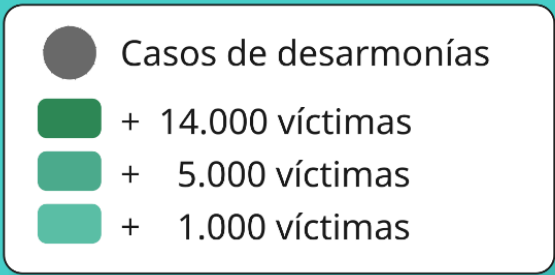 Casos de desarmonías
+ 14.000 víctimas
+ 5.000 víctimas
+ 1.000 víctimas